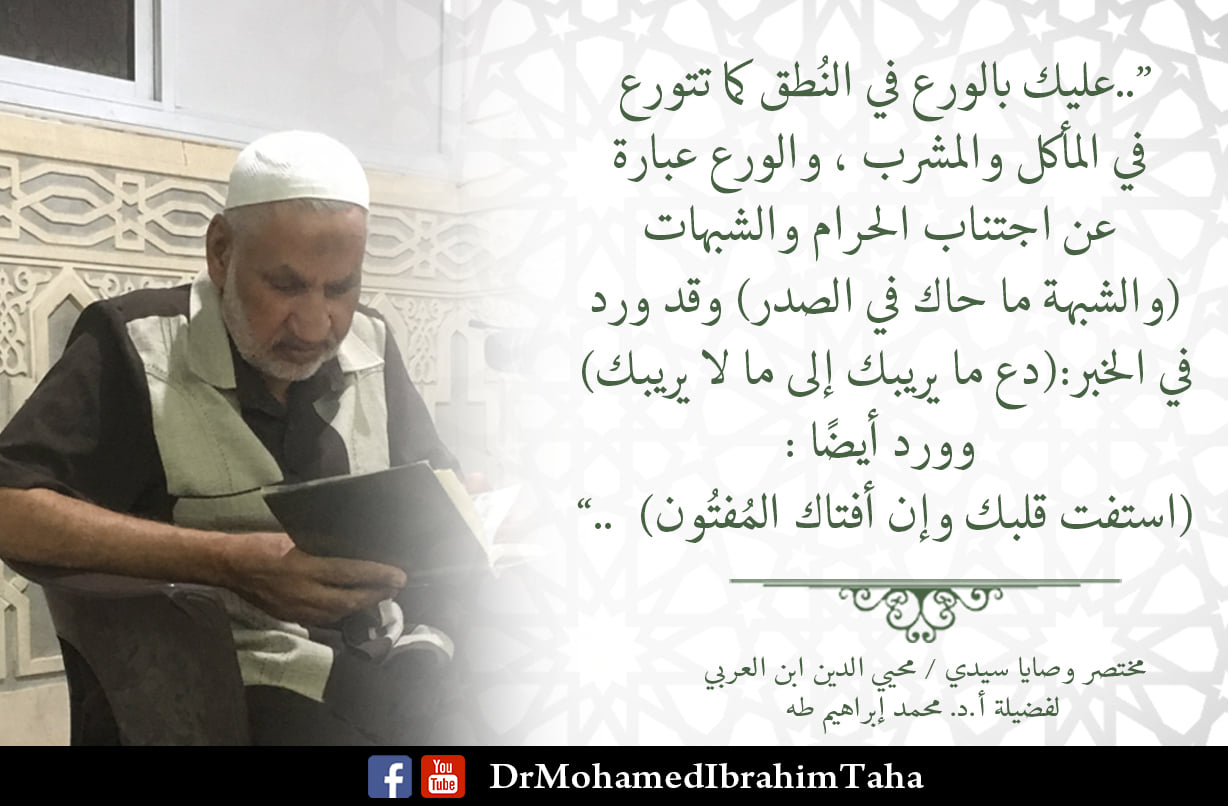 ”..عليك بالورع في النُطق كما تتورع
في المأكل والمشرب ، والورع عبارة
عن اجتناب الحرام والشبهات
(والشبهة ما حاك في الصدر) وقد ورد
في الخبر:(دع ما يريبك إلى ما لا يريبك)
وورد أيضًا :
(استفت قلبك وإن أفتاك المُفتُون) ..“
مختصر وصايا سيدي / محيي الدين ابن العربي
لفضيلة أ.د. محمد إبراهيم طه
f You Tube DrMohamedIbrahimTaha